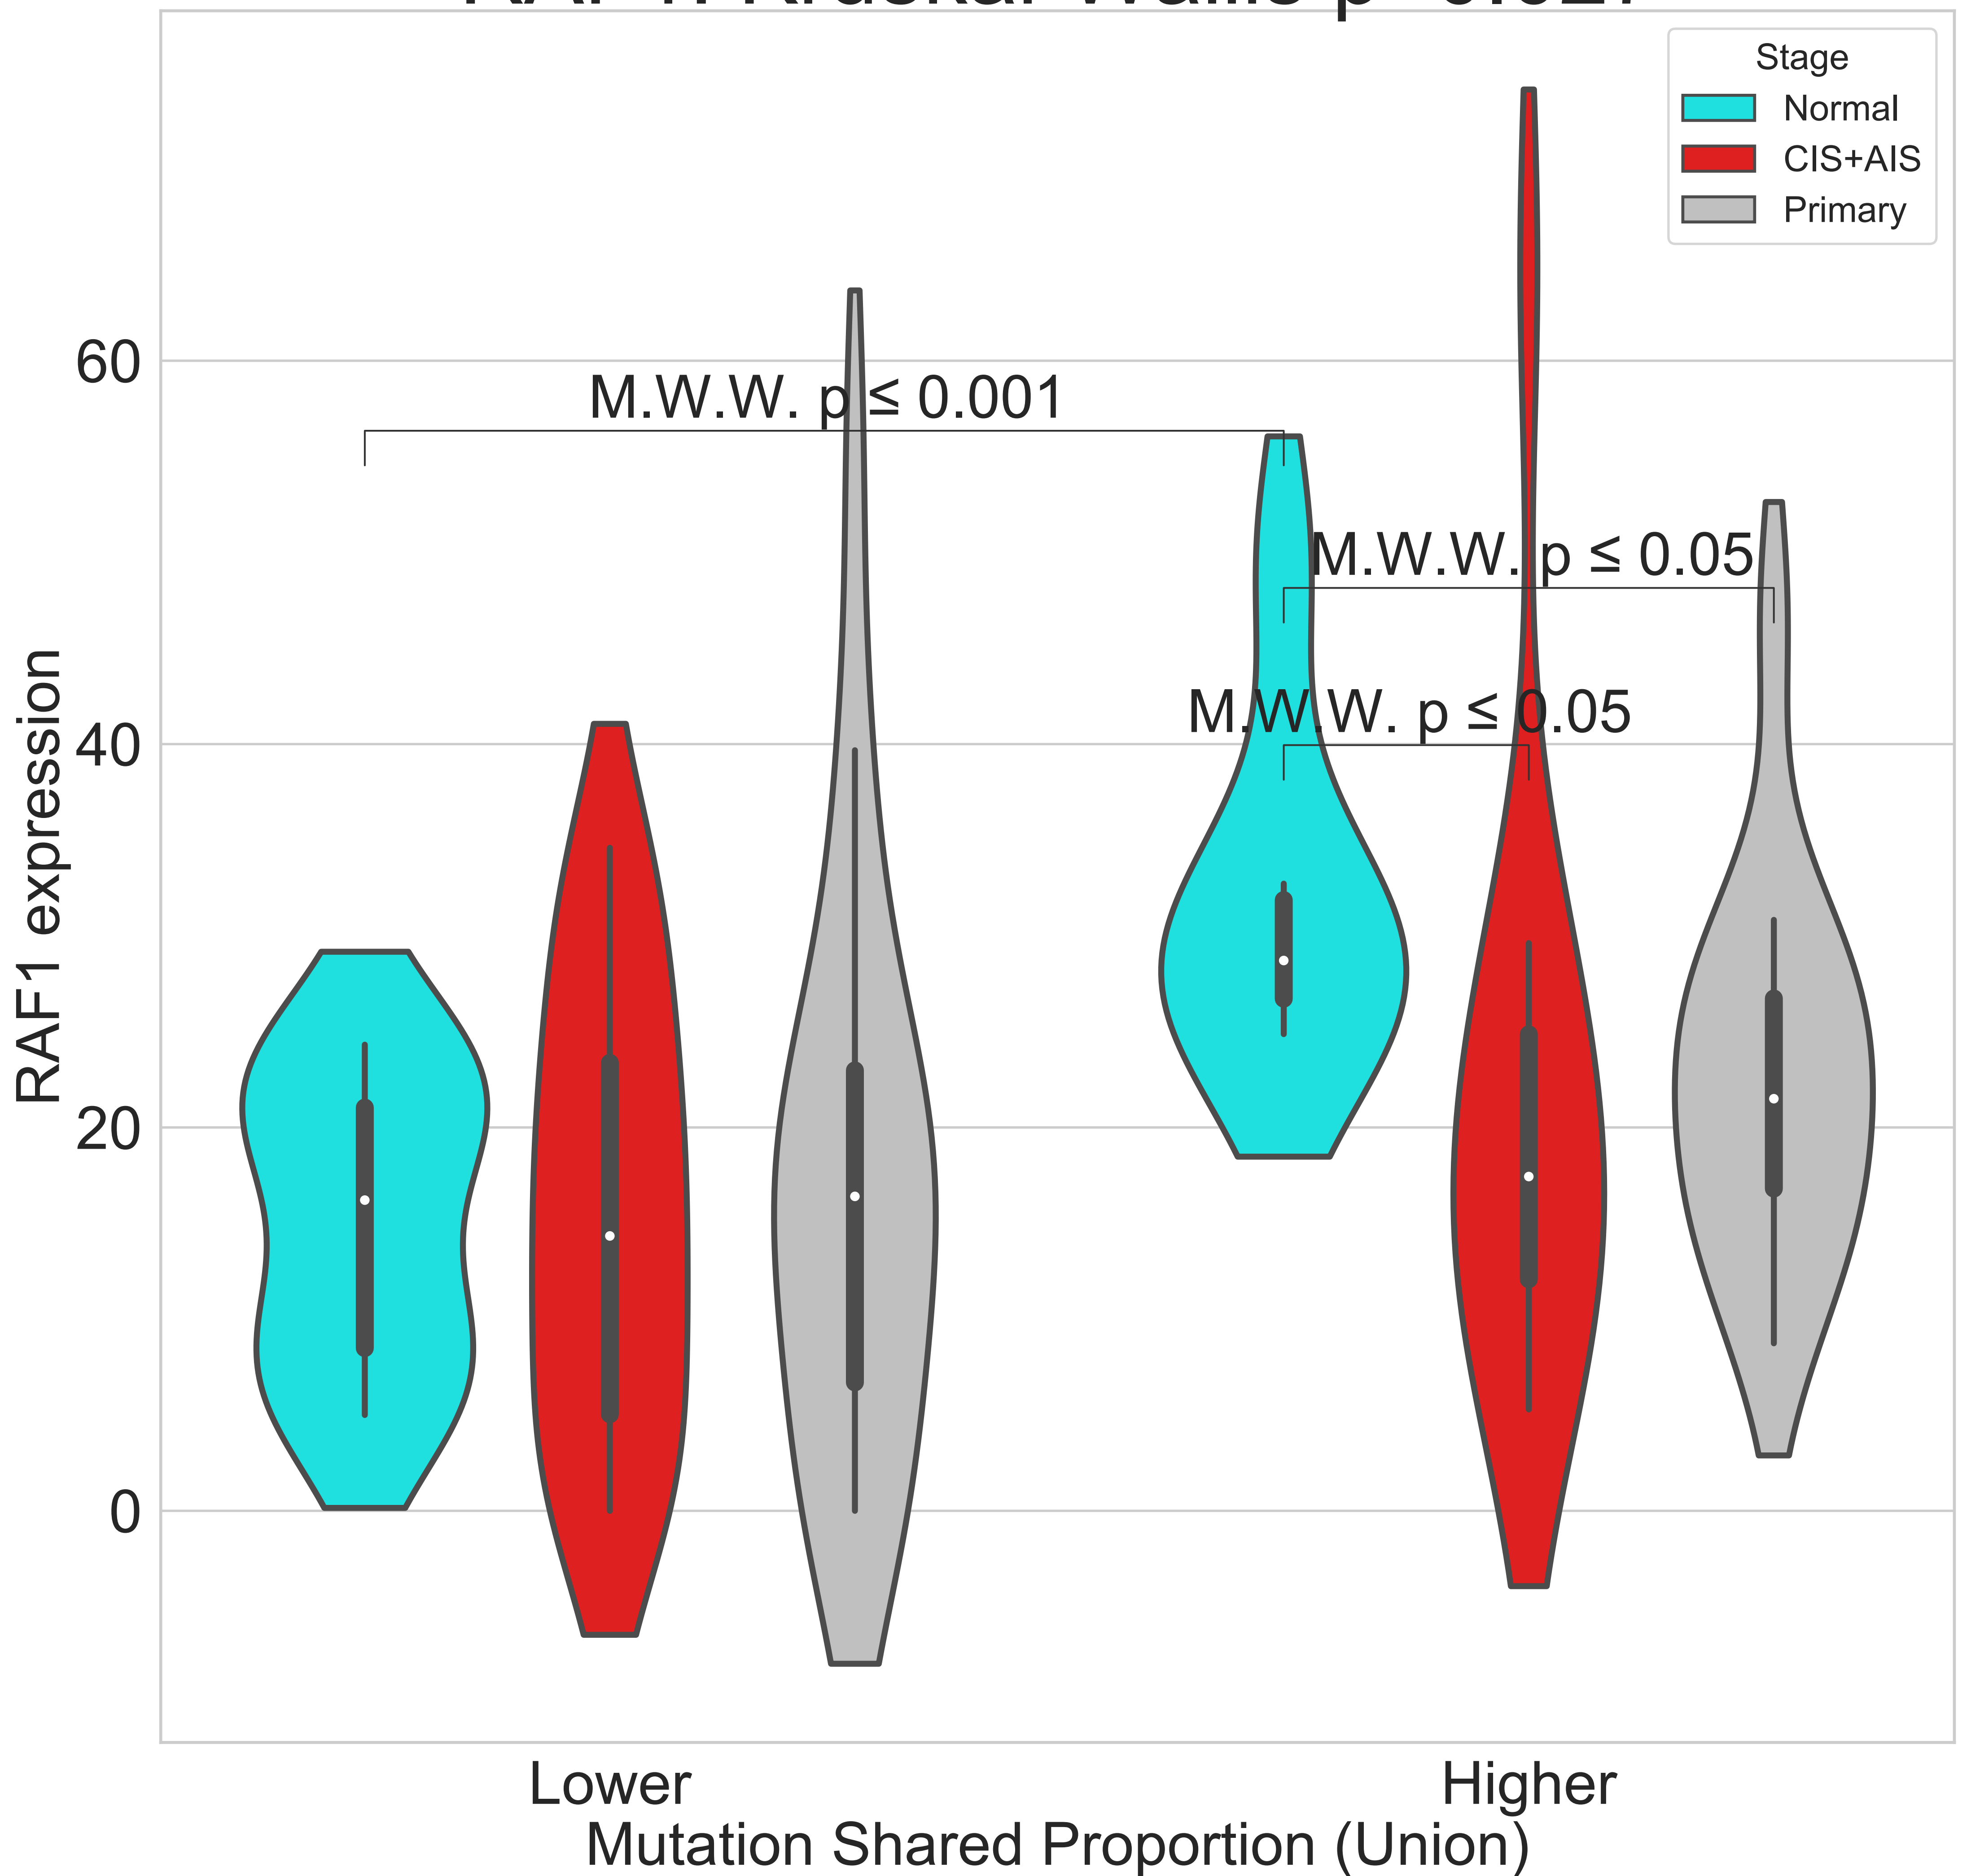 Stage
Normal
CIS+AIS
Primary
60
M.W.W. p ≤ 0.001
M.W.W. p ≤ 0.05
M.W.W. p ≤ 0.05
40
RAF1 expression
20
0
Lower
Higher
Mutation Shared Proportion (Union)